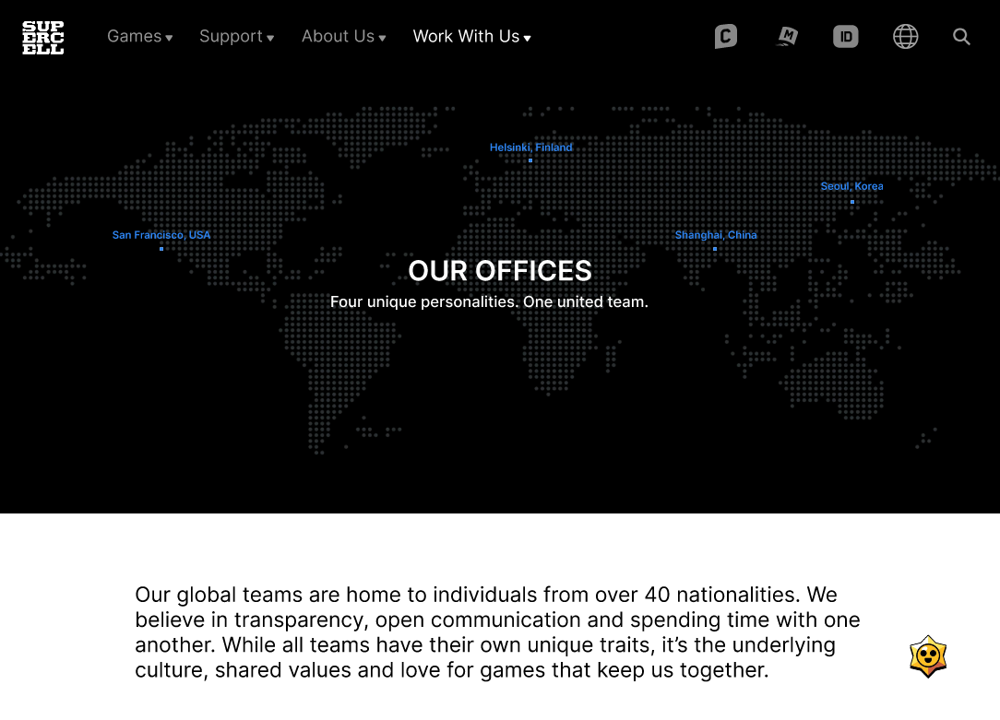 SUP
ERC
ELL
Games
Support
About Us
Work With Us
C
M
ID
Helsinki, Finland
Seoul, Korea
San Francisco, USA
Shanghai, China
OUR OFFICES
Four unique personalities. One united team.
Our global teams are home to individuals from over 40 nationalities. We
believe in transparency, open communication and spending time with one
another. While all teams have their own unique traits, it’s the underlying
culture, shared values and love for games that keep us together.